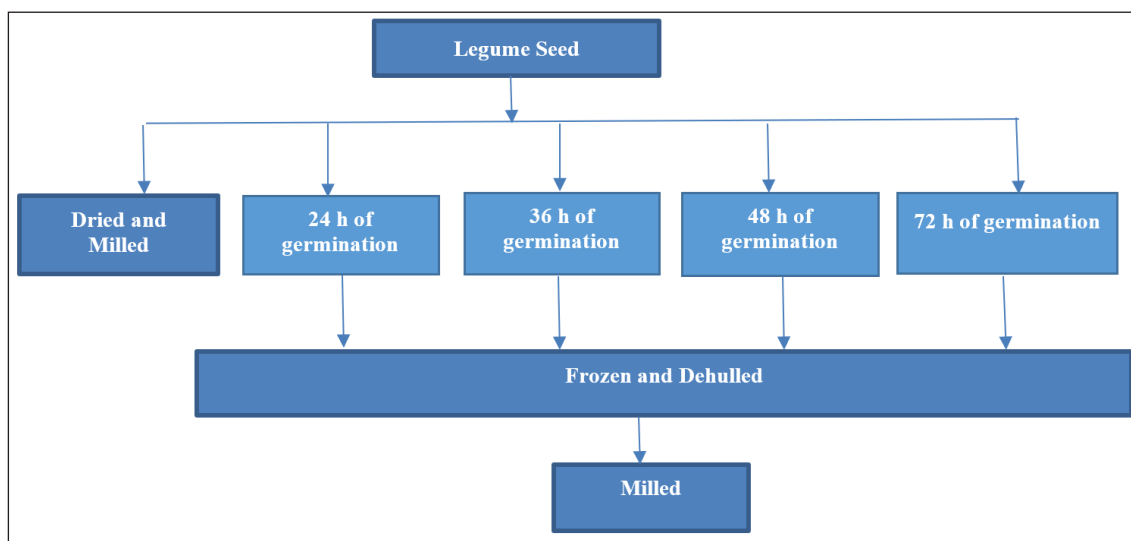 Legume Seed
Dried and
Milled
24 h of
germination
36 h of
germination
48 h of
germination
72 h of germination
Frozen and Dehulled
Milled